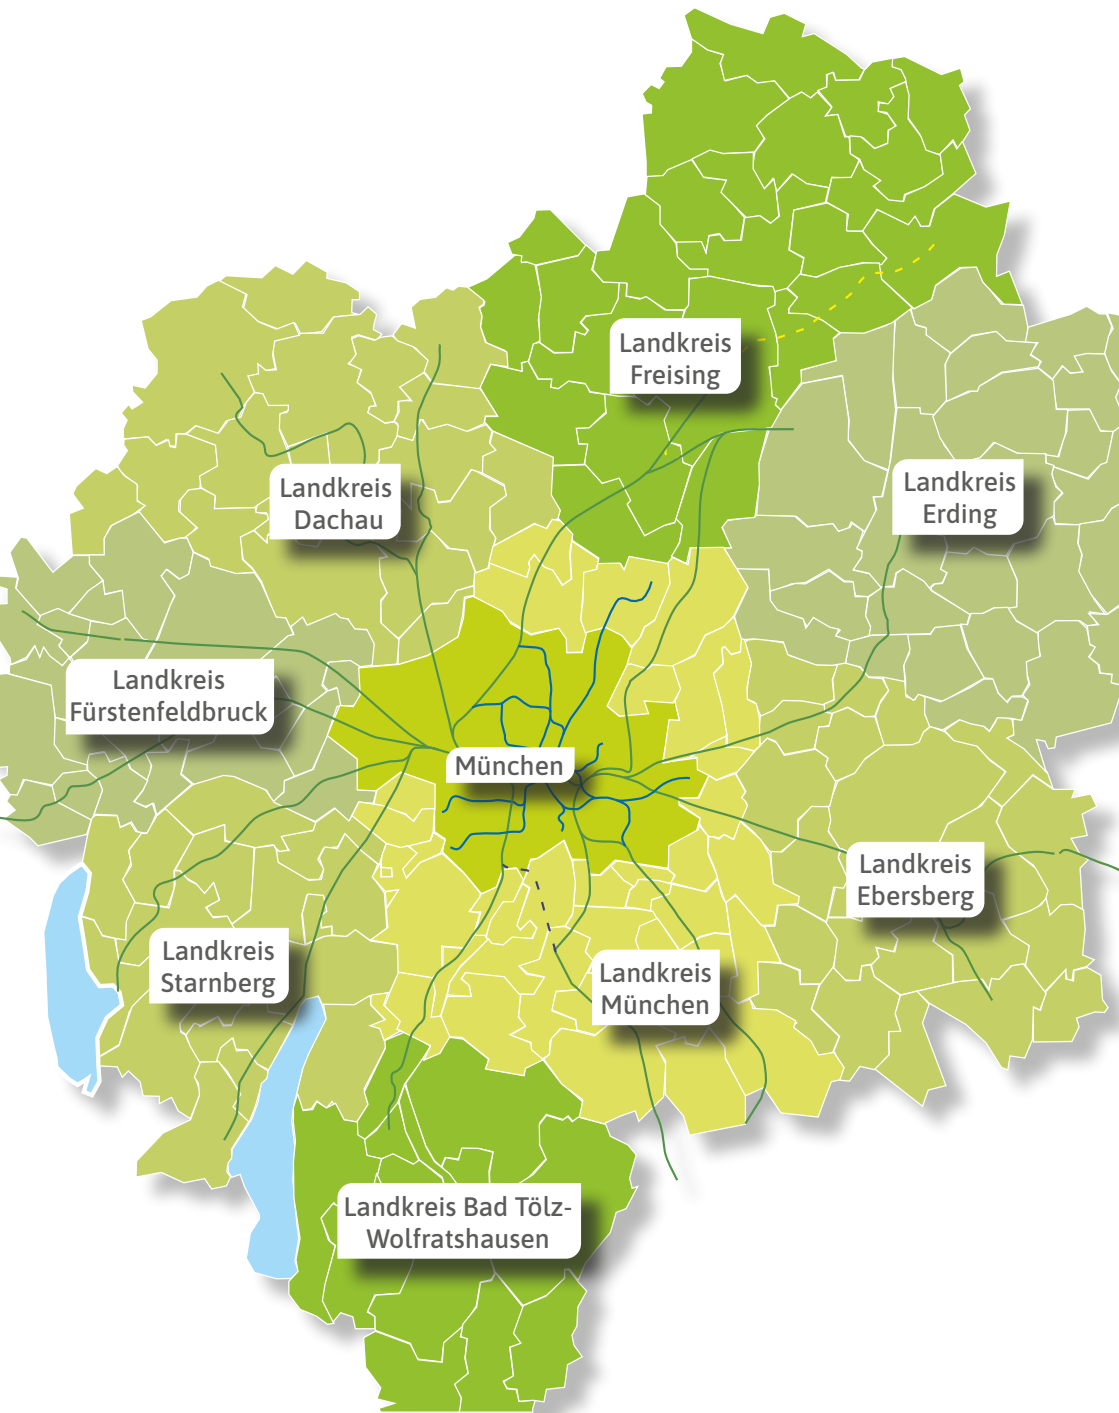 Landkreis
Freising
Landkreis
Dachau
Landkreis
Erding
Landkreis
Fürstenfeldbruck
München
Landkreis
Ebersberg
Landkreis
Starnberg
Landkreis
München
Landkreis Bad Tölz-
Wolfratshausen